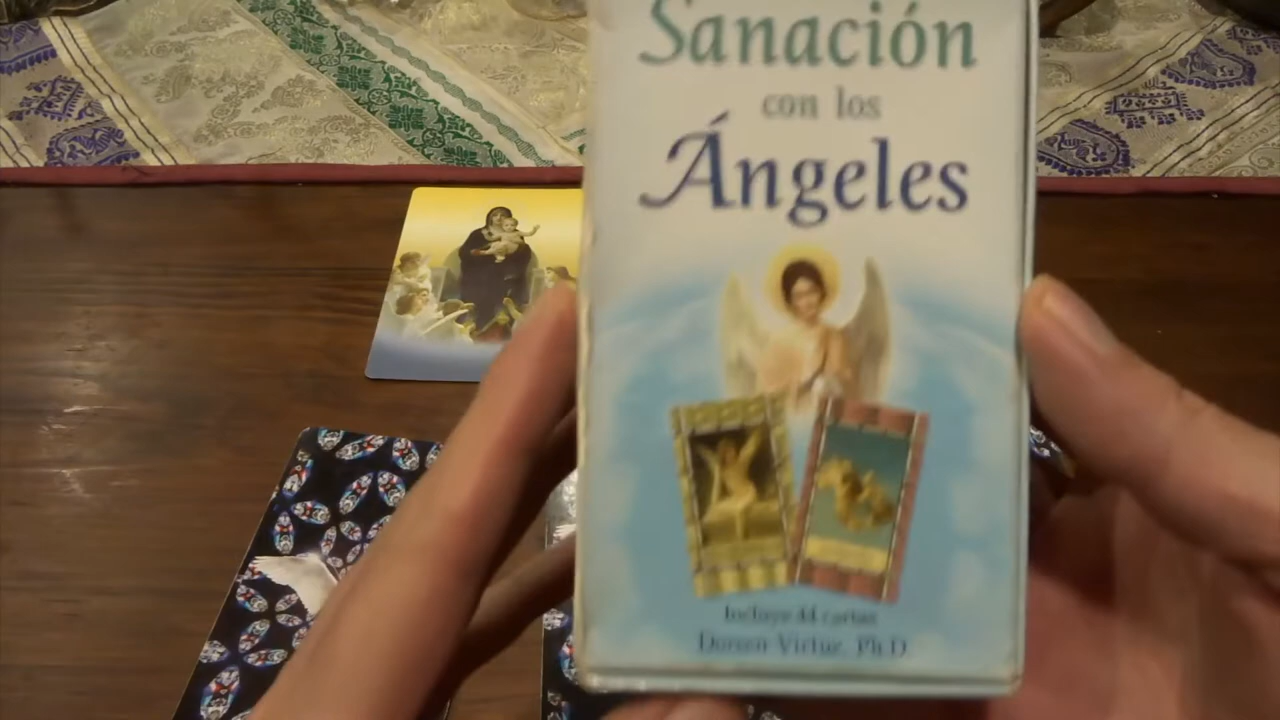 Sanación
con los
Ángeles
Incluye 44 cartas
Doreen Virtue, Ph.D